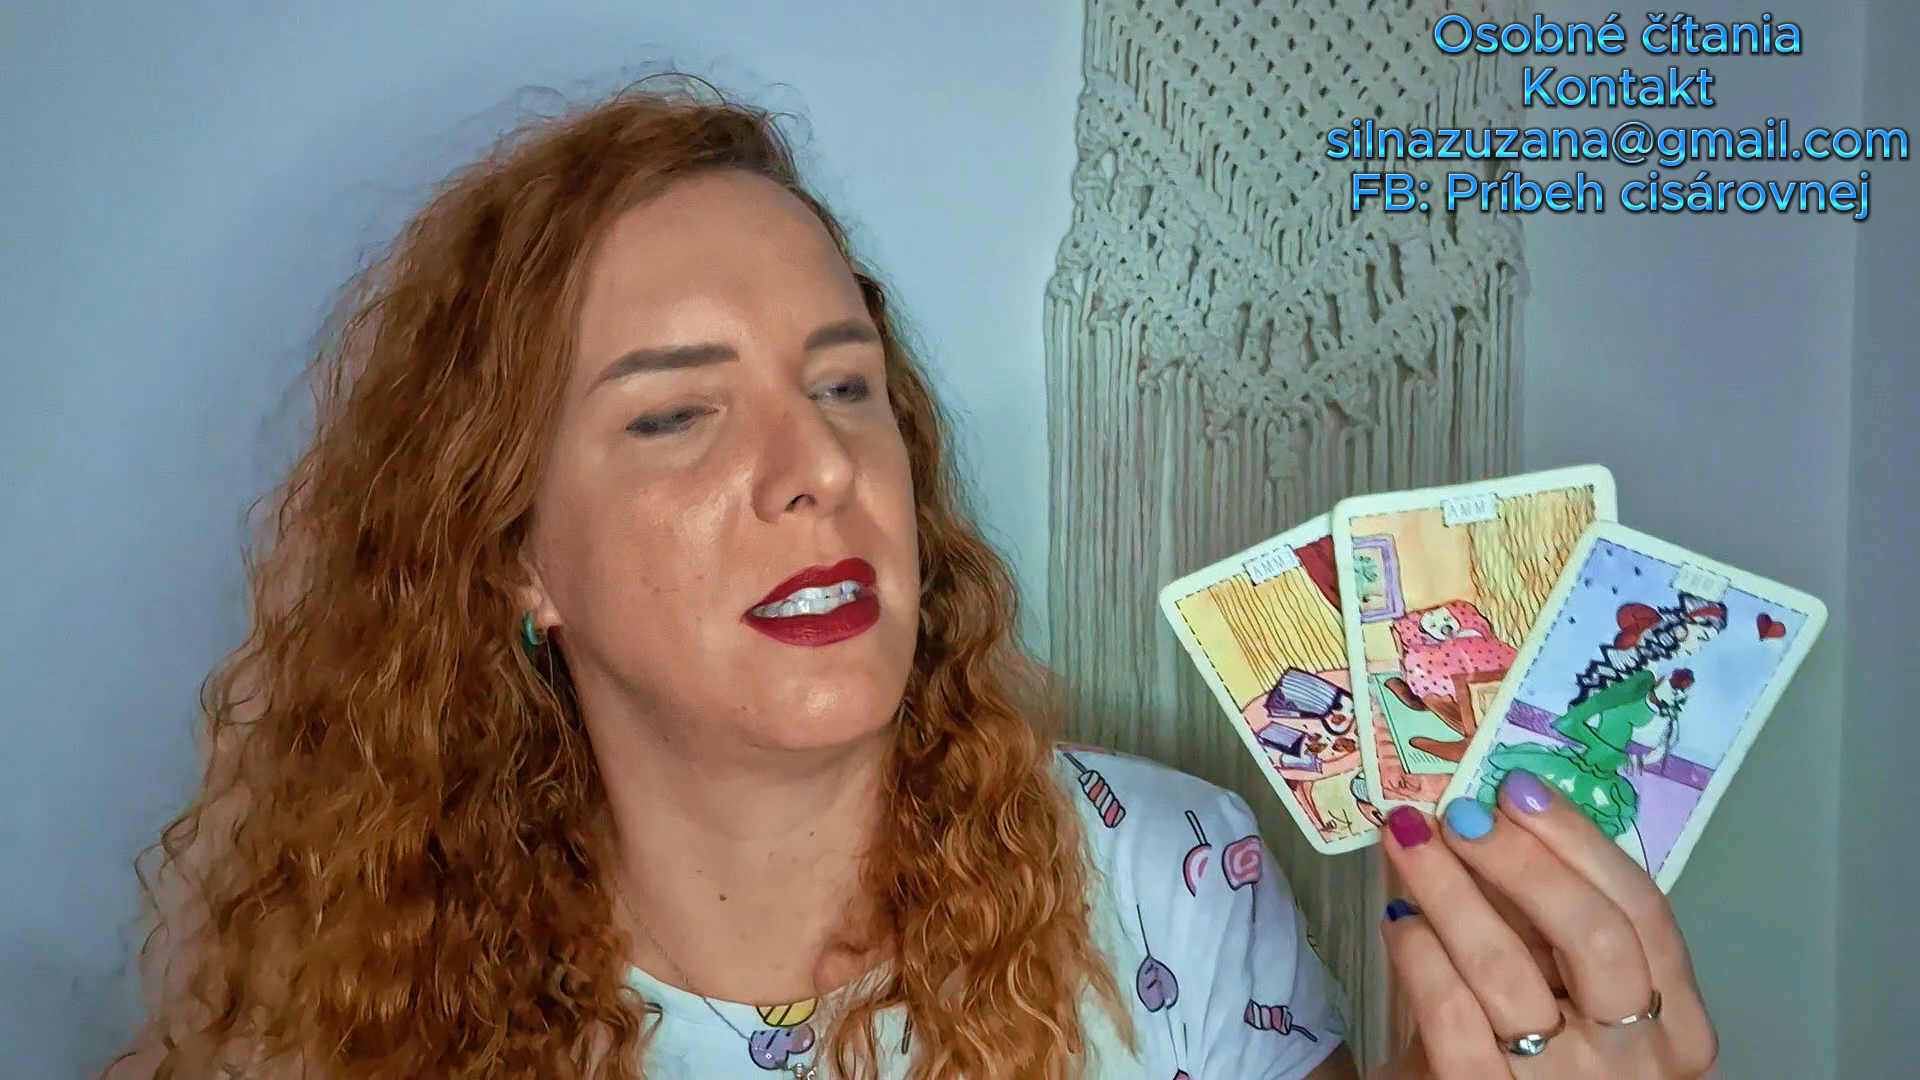 Osobné čítania
Kontakt
silnazuzana@gmail.com
FB: Príbeh cisárovnej